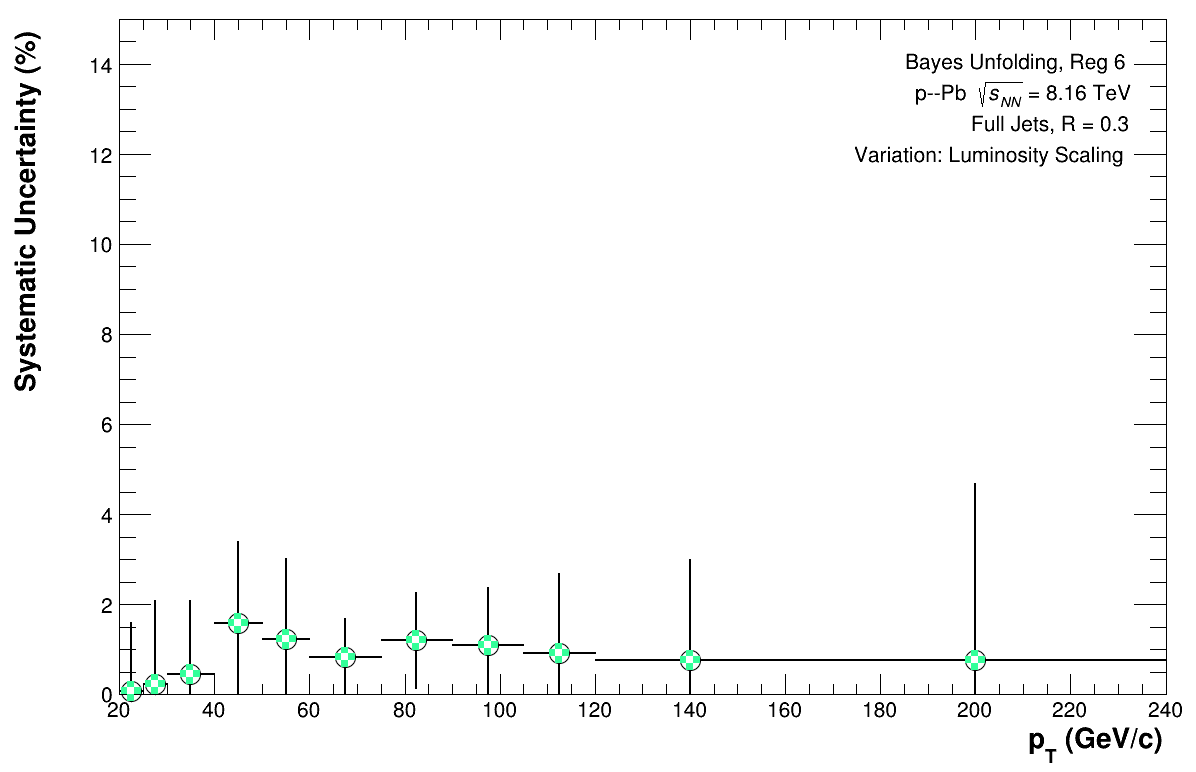 Systematic Uncertainty (%)
14
12
10
8
6
4
2
0
Bayes Unfolding, Reg 6
p--Pb √sNN = 8.16 TeV
Full Jets, R = 0.3
Variation: Luminosity Scaling
20 40 60 80 100 120 140 160 180 200 220 240
pT (GeV/c)